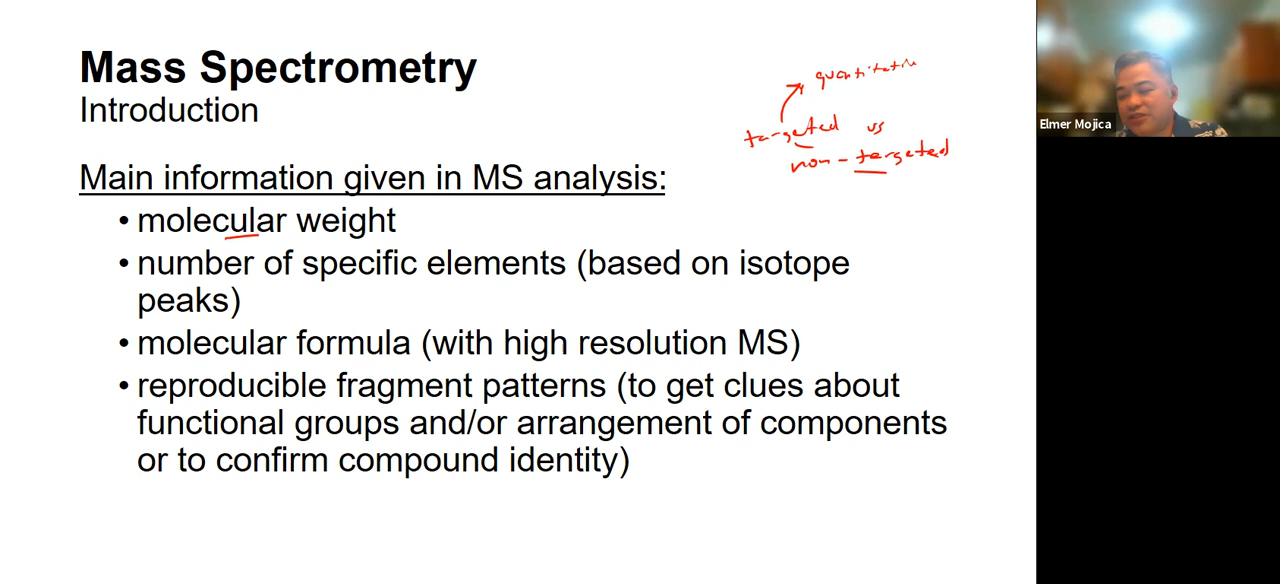 Mass Spectrometry
Introduction
quantitative
targeted vs
non-targeted
Elmer Mojica
Main information given in MS analysis:
• molecular weight
• number of specific elements (based on isotope
peaks)
• molecular formula (with high resolution MS)
• reproducible fragment patterns (to get clues about
functional groups and/or arrangement of components
or to confirm compound identity)